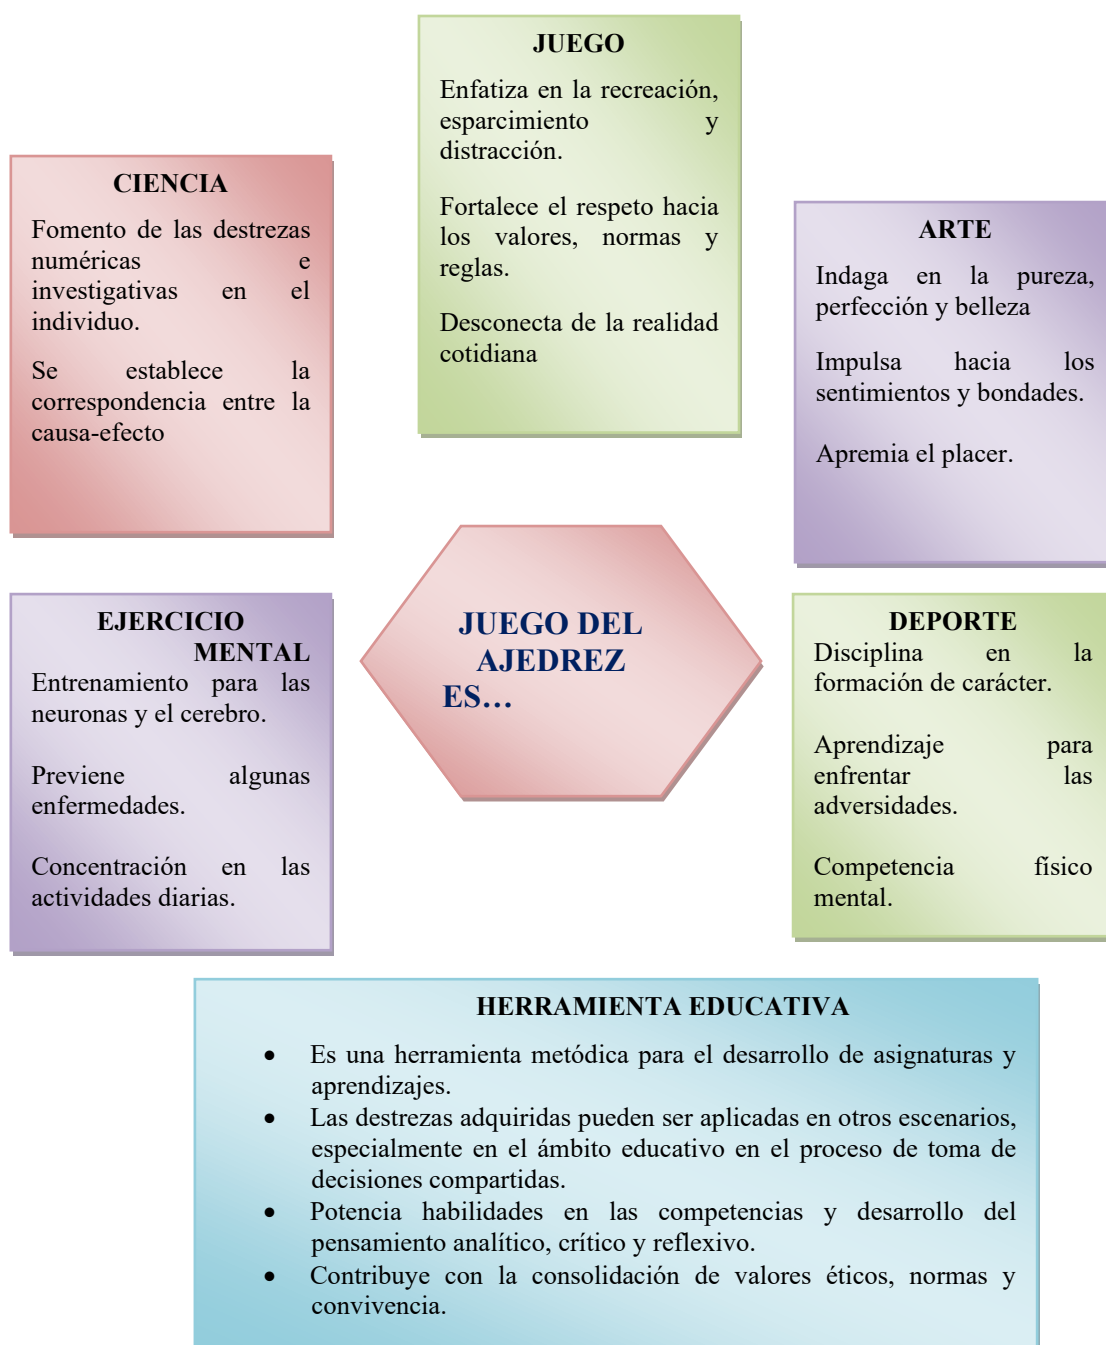 JUEGO
Enfatiza en la recreación,
esparcimiento y
distracción.
Fortalece el respeto hacia
los valores, normas y
reglas.
Desconecta de la realidad
cotidiana
CIENCIA
Fomento de las destrezas
numéricas e
investigativas en el
individuo.
Se establece la
correspondencia entre la
causa-efecto
ARTE
Indaga en la pureza,
perfección y belleza
Impulsa hacia los
sentimientos y bondades.
Apremia el placer.
JUEGO DEL
AJEDREZ
ES…
EJERCICIO
MENTAL
Entrenamiento para las
neuronas y el cerebro.
Previene algunas
enfermedades.
Concentración en las
actividades diarias.
DEPORTE
Disciplina en la
formación de carácter.
Aprendizaje para
enfrentar las
adversidades.
Competencia físico
mental.
HERRAMIENTA EDUCATIVA
• Es una herramienta metódica para el desarrollo de asignaturas y
aprendizajes.
• Las destrezas adquiridas pueden ser aplicadas en otros escenarios,
especialmente en el ámbito educativo en el proceso de toma de
decisiones compartidas.
• Potencia habilidades en las competencias y desarrollo del
pensamiento analítico, crítico y reflexivo.
• Contribuye con la consolidación de valores éticos, normas y
convivencia.